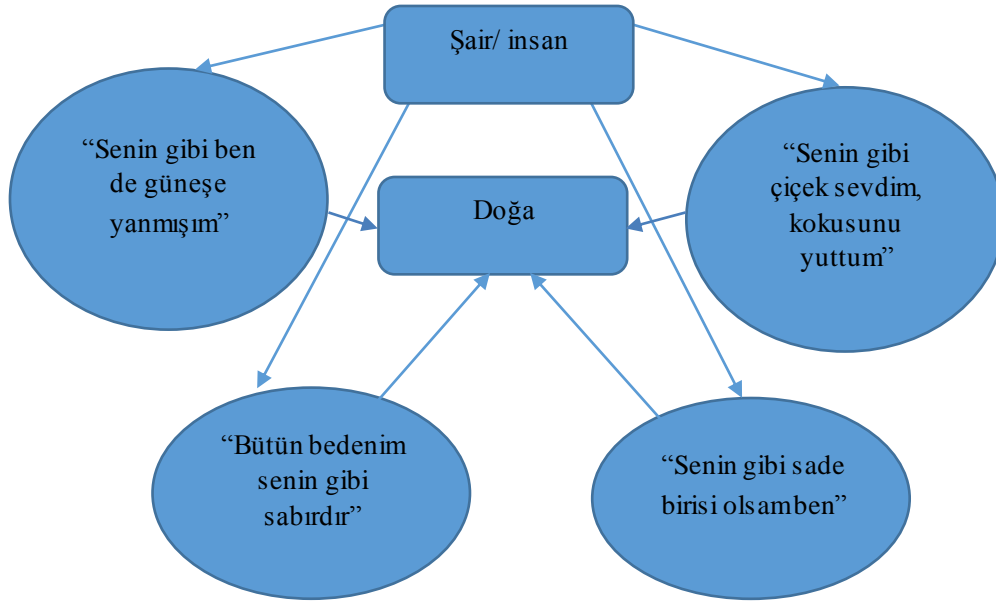 Şair/ insan
“Senin gibi ben
de güneşe
yanmışım”
“Senin gibi
çiçek sevdim,
kokusunu
yuttum”
Doğa
“Bütün bedenim
senin gibi
sabırdır”
“Senin gibi sade
birisi olsamben”